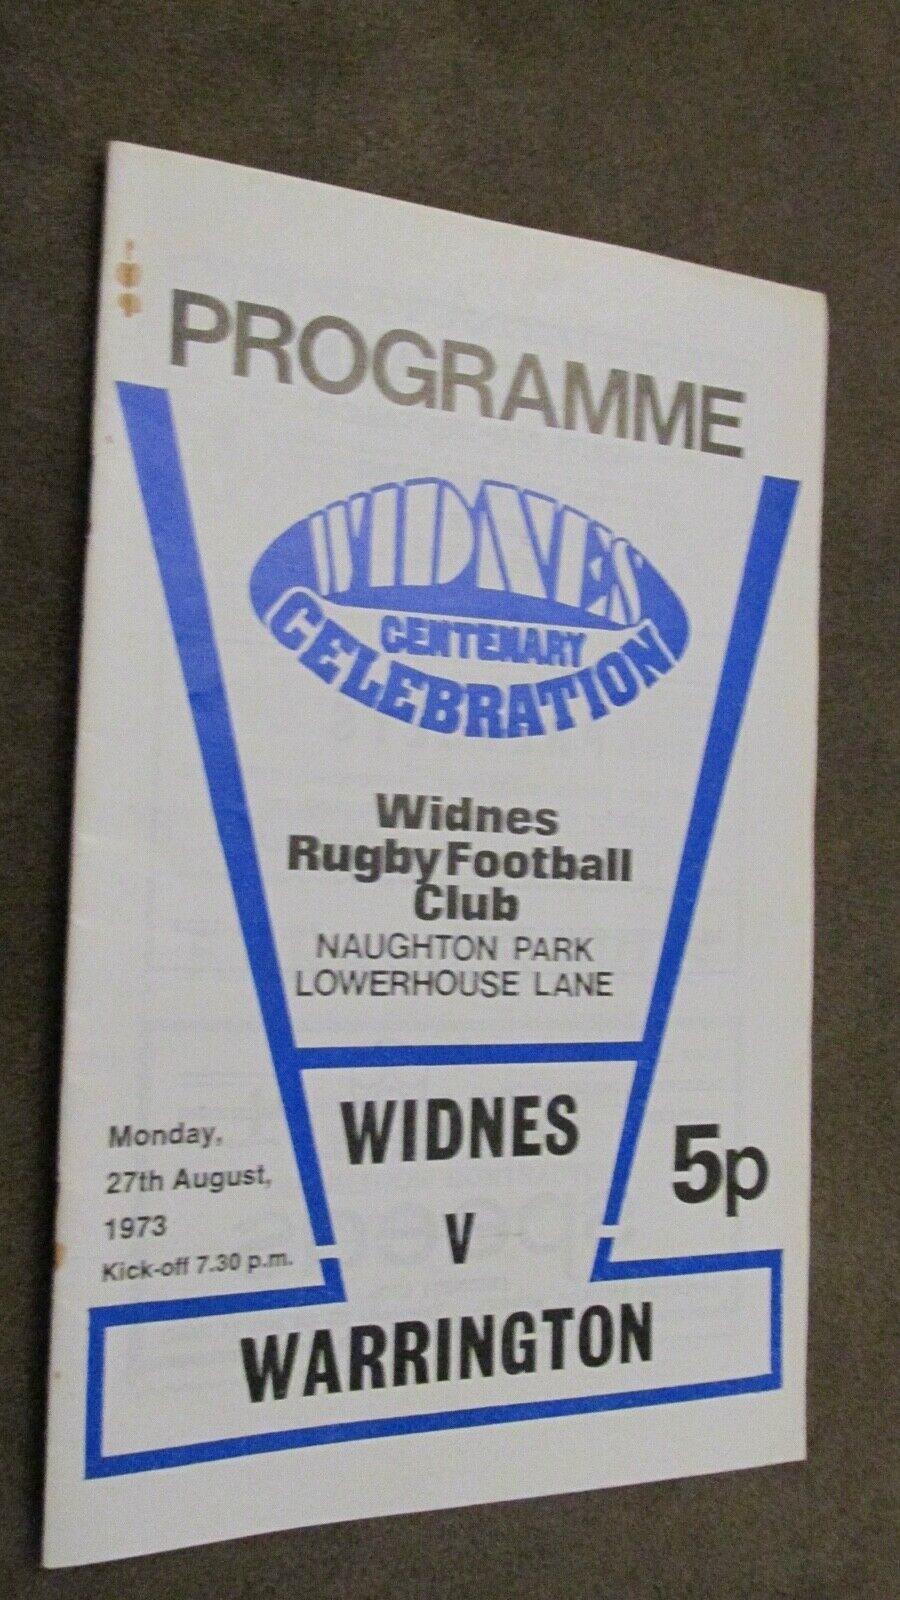 PROGRAMME
WIDNES
CENTENARY
CELEBRATION
Widnes
Rugby Football
Club
NAUGHTON PARK
LOWERHOUSE LANE
Monday,
27th August,
1973
Kick-off 7.30 p.m.
WIDNES
V
WARRINGTON
5p